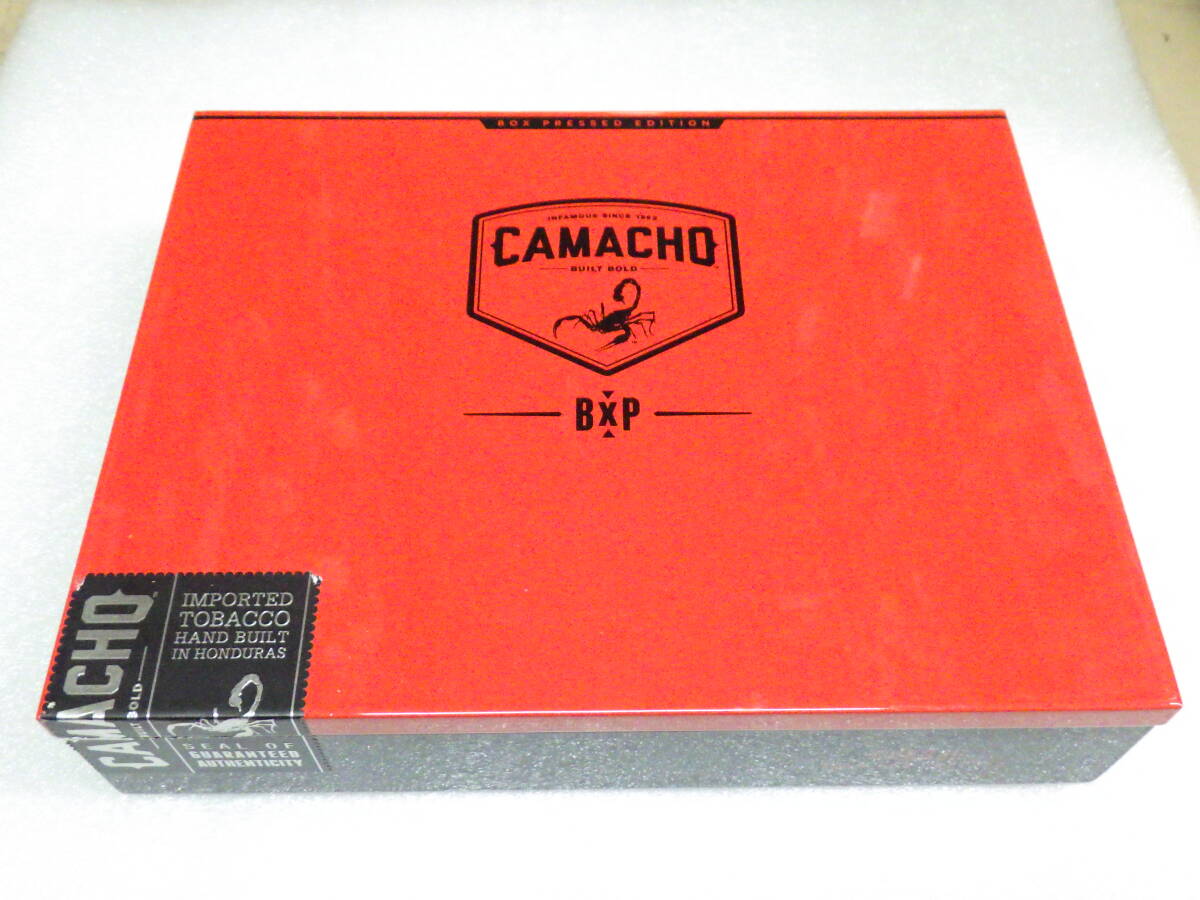 BOX PRESSED EDITION
INFAMOUS SINCE 1962
CAMACHO
BUILT BOLD
BXP
CAMACHO
BUILT BOLD
IMPORTED
TOBACCO
HAND BUILT
IN HONDURAS
SEAL OF
GUARANTEED
AUTHENTICITY